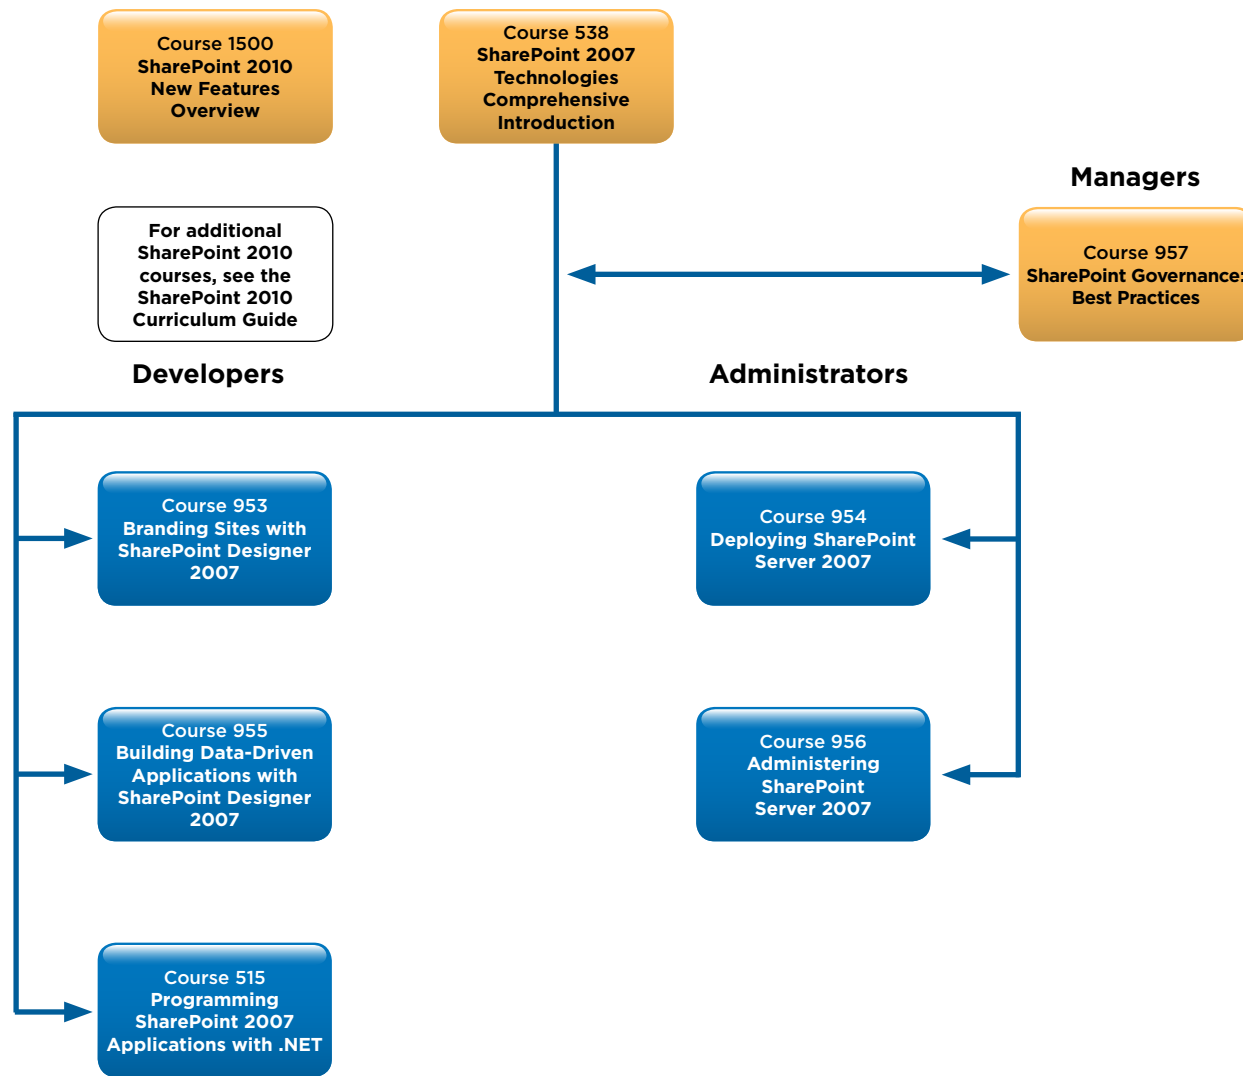 Course 1500
SharePoint 2010
New Features
Overview
Course 538
SharePoint 2007
Technologies
Comprehensive
Introduction
Managers
Course 957
SharePoint Governance:
Best Practices
For additional
SharePoint 2010
courses, see the
SharePoint 2010
Curriculum Guide
Developers
Administrators
Course 953
Branding Sites with
SharePoint Designer
2007
Course 954
Deploying SharePoint
Server 2007
Course 955
Building Data-Driven
Applications with
SharePoint Designer
2007
Course 956
Administering
SharePoint
Server 2007
Course 515
Programming
SharePoint 2007
Applications with .NET